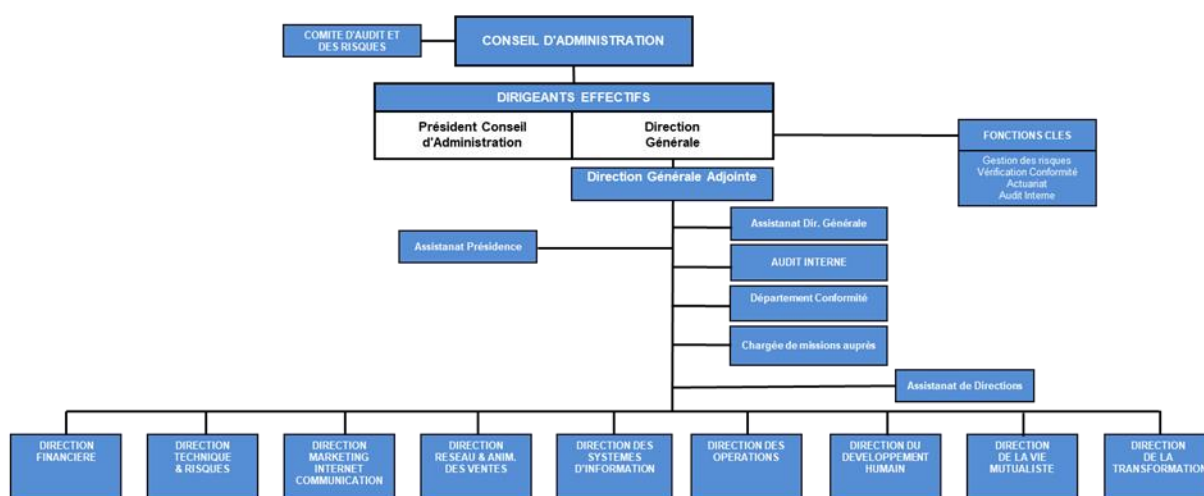 COMITE D'AUDIT ET
DES RISQUES
CONSEIL D'ADMINISTRATION
DIRIGEANTS EFFECTIFS
Président Conseil
d'Administration
Direction
Générale
FONCTIONS CLES
Gestion des risques
Vérification Conformité
Actuariat
Audit Interne
Direction Générale Adjointe
Assistanat Dir. Générale
Assistanat Présidence
AUDIT INTERNE
Département Conformité
Chargée de missions auprès
Assistanat de Directions
DIRECTION
FINANCIERE
DIRECTION
TECHNIQUE
& RISQUES
DIRECTION
MARKETING
INTERNET
COMMUNICATION
DIRECTION
RESEAU & ANIM.
DES VENTES
DIRECTION DES
SYSTEMES
D'INFORMATION
DIRECTION DES
OPERATIONS
DIRECTION DU
DEVELOPPEMENT
HUMAIN
DIRECTION
DE LA VIE
MUTUALISTE
DIRECTION
DE LA
TRANSFORMATION